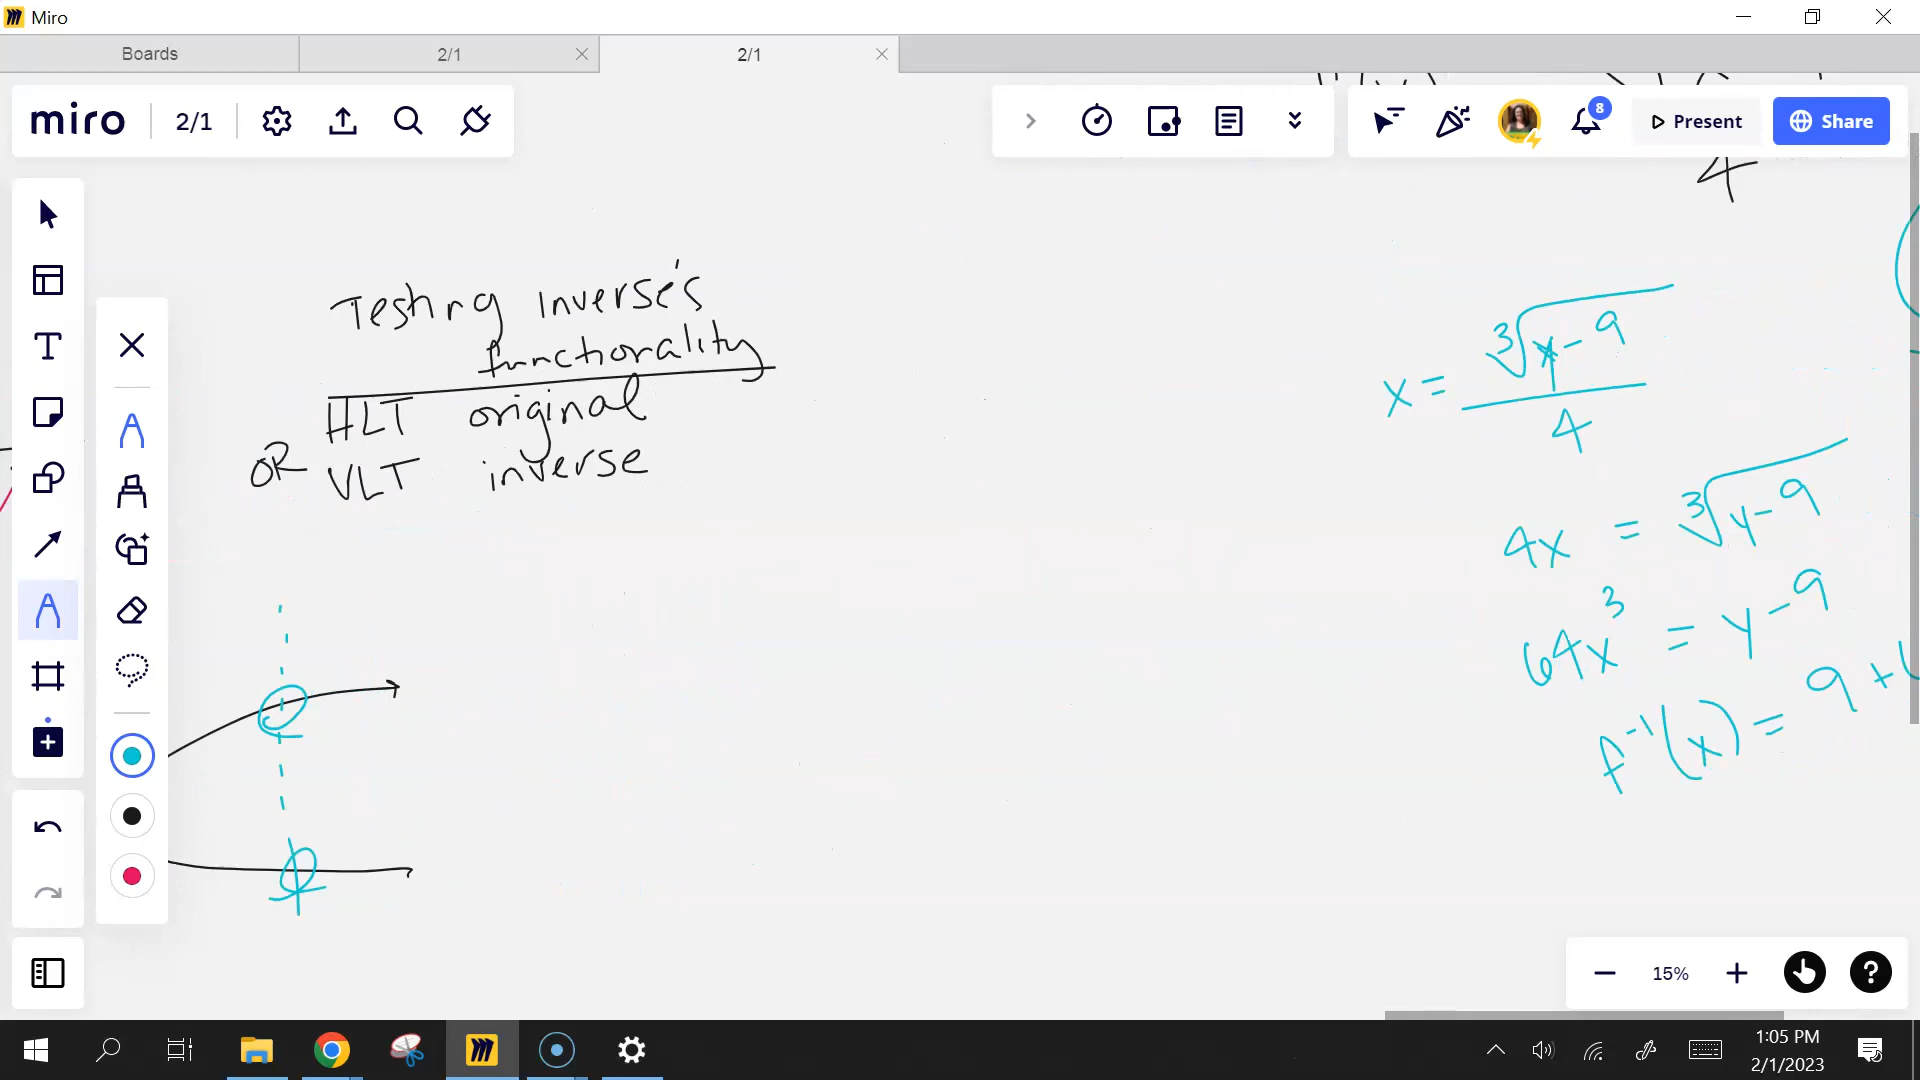 Miro
Boards
2/1
2/1
miro
2/1
8
Present
Share
4
Testing inverse's
functionality
HLT original
OR VLT inverse
x = ∛(y-9) / 4
4x = ∛(y-9)
64x³ = y-9
f⁻¹(x) = 9 +
15%
1:05 PM
2/1/2023